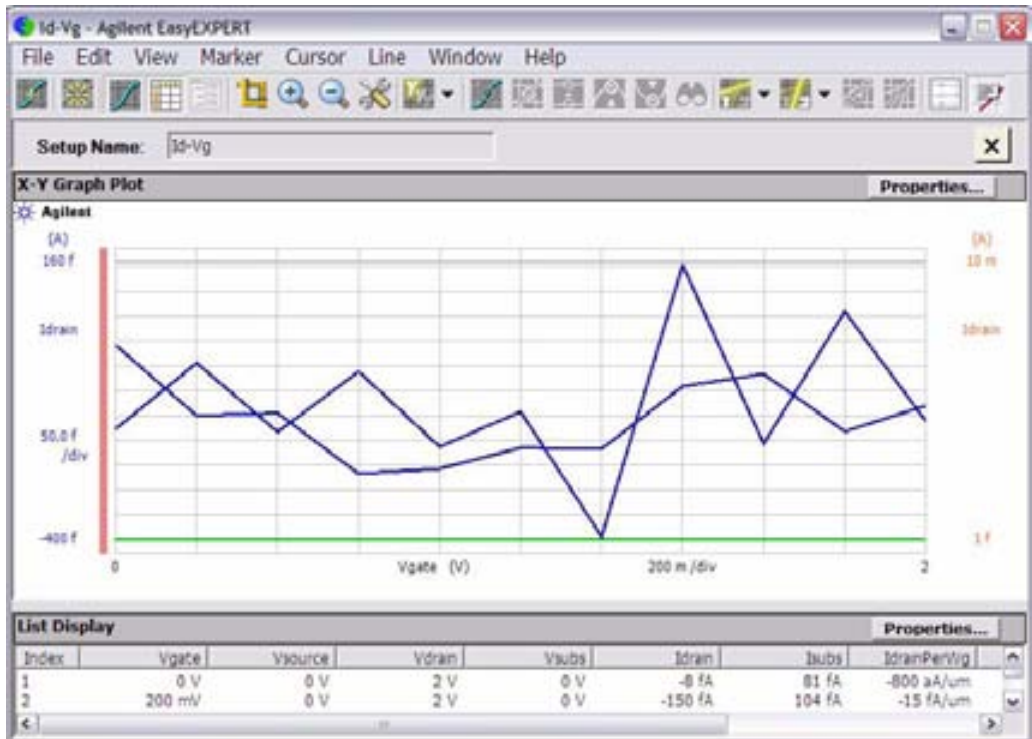 Id-Vg - Agilent EasyEXPERT
File Edit View Marker Cursor Line Window Help
Setup Name: Id-Vg
X-Y Graph Plot Properties...
Agilent
(A) (A)
160 f 10 m
Idrain Idrain
50.0 f
/div
-400 f 1 f
0 Vgate (V) 200 m /div 2
List Display Properties...
Index Vgate Vsource Vdrain Vsubs Idrain Isubs IdrainPerWg
1 0 V 0 V 2 V 0 V -8 fA 81 fA -800 aA/um
2 200 mV 0 V 2 V 0 V -150 fA 104 fA -15 fA/um